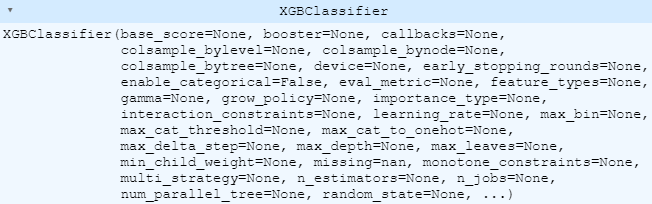 XGBClassifier
XGBClassifier(base_score=None, booster=None, callbacks=None,
colsample_bylevel=None, colsample_bynode=None,
colsample_bytree=None, device=None, early_stopping_rounds=None,
enable_categorical=False, eval_metric=None, feature_types=None,
gamma=None, grow_policy=None, importance_type=None,
interaction_constraints=None, learning_rate=None, max_bin=None,
max_cat_threshold=None, max_cat_to_onehot=None,
max_delta_step=None, max_depth=None, max_leaves=None,
min_child_weight=None, missing=nan, monotone_constraints=None,
multi_strategy=None, n_estimators=None, n_jobs=None,
num_parallel_tree=None, random_state=None, ...)